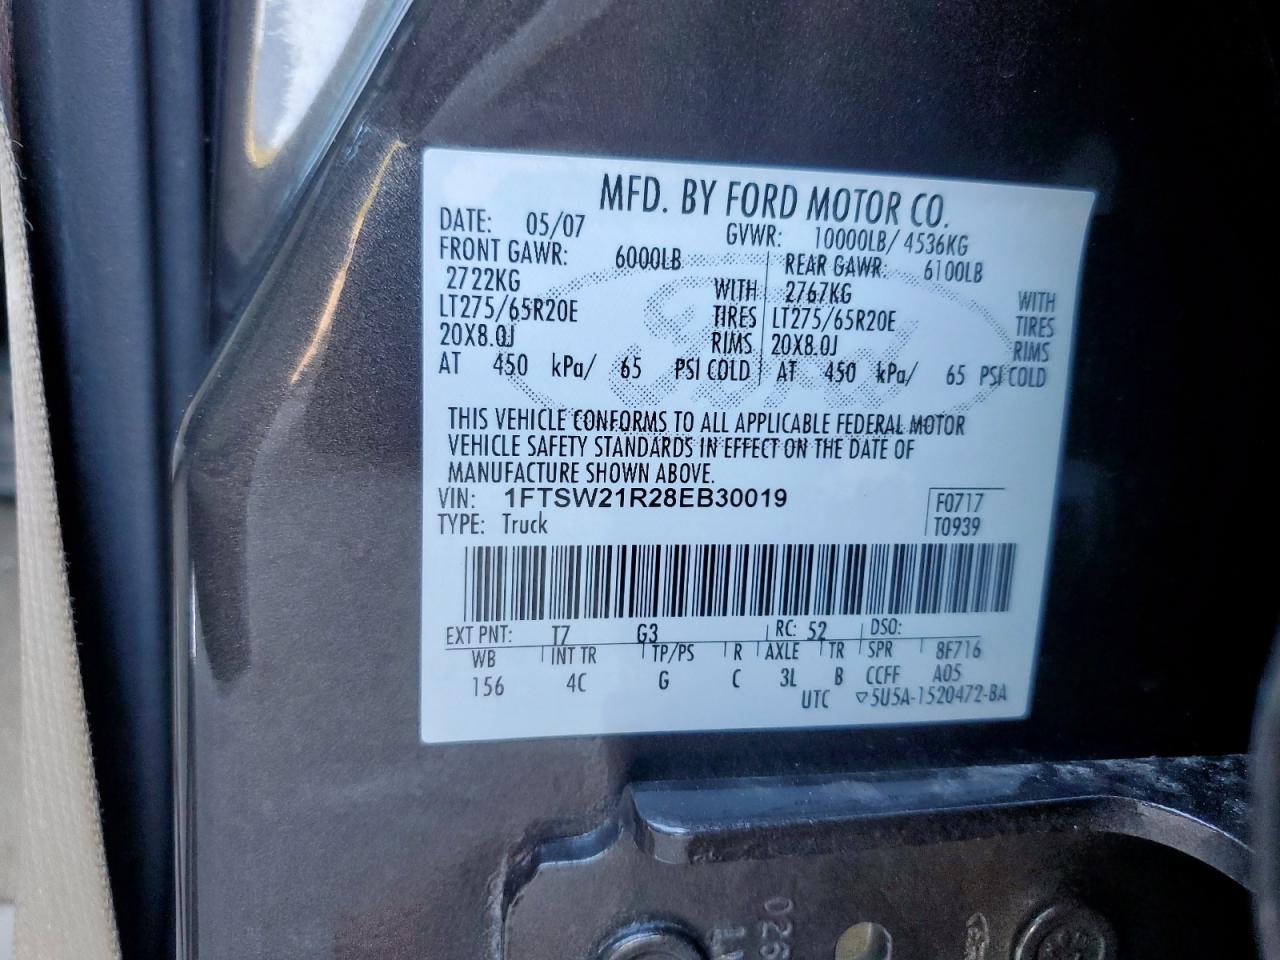 MFD. BY FORD MOTOR CO.
DATE: 05/07 GVWR: 10000LB/ 4536KG
FRONT GAWR: 6000LB REAR GAWR: 6100LB
2722KG WITH 2767KG WITH
LT275/65R20E TIRES LT275/65R20E TIRES
20X8.0J RIMS 20X8.0J RIMS
AT 450 kPa/ 65 PSI COLD AT 450 kPa/ 65 PSI COLD
THIS VEHICLE CONFORMS TO ALL APPLICABLE FEDERAL MOTOR
VEHICLE SAFETY STANDARDS IN EFFECT ON THE DATE OF
MANUFACTURE SHOWN ABOVE.
VIN: 1FTSW21R28EB30019 F0717
TYPE: Truck T0939
EXT PNT: T7 G3 RC: 52 DSO:
WB INT TR TP/PS R AXLE TR SPR 8F716
156 4C G C 3L B CCFF A05
UTC ▽5U5A-1520472-BA
026